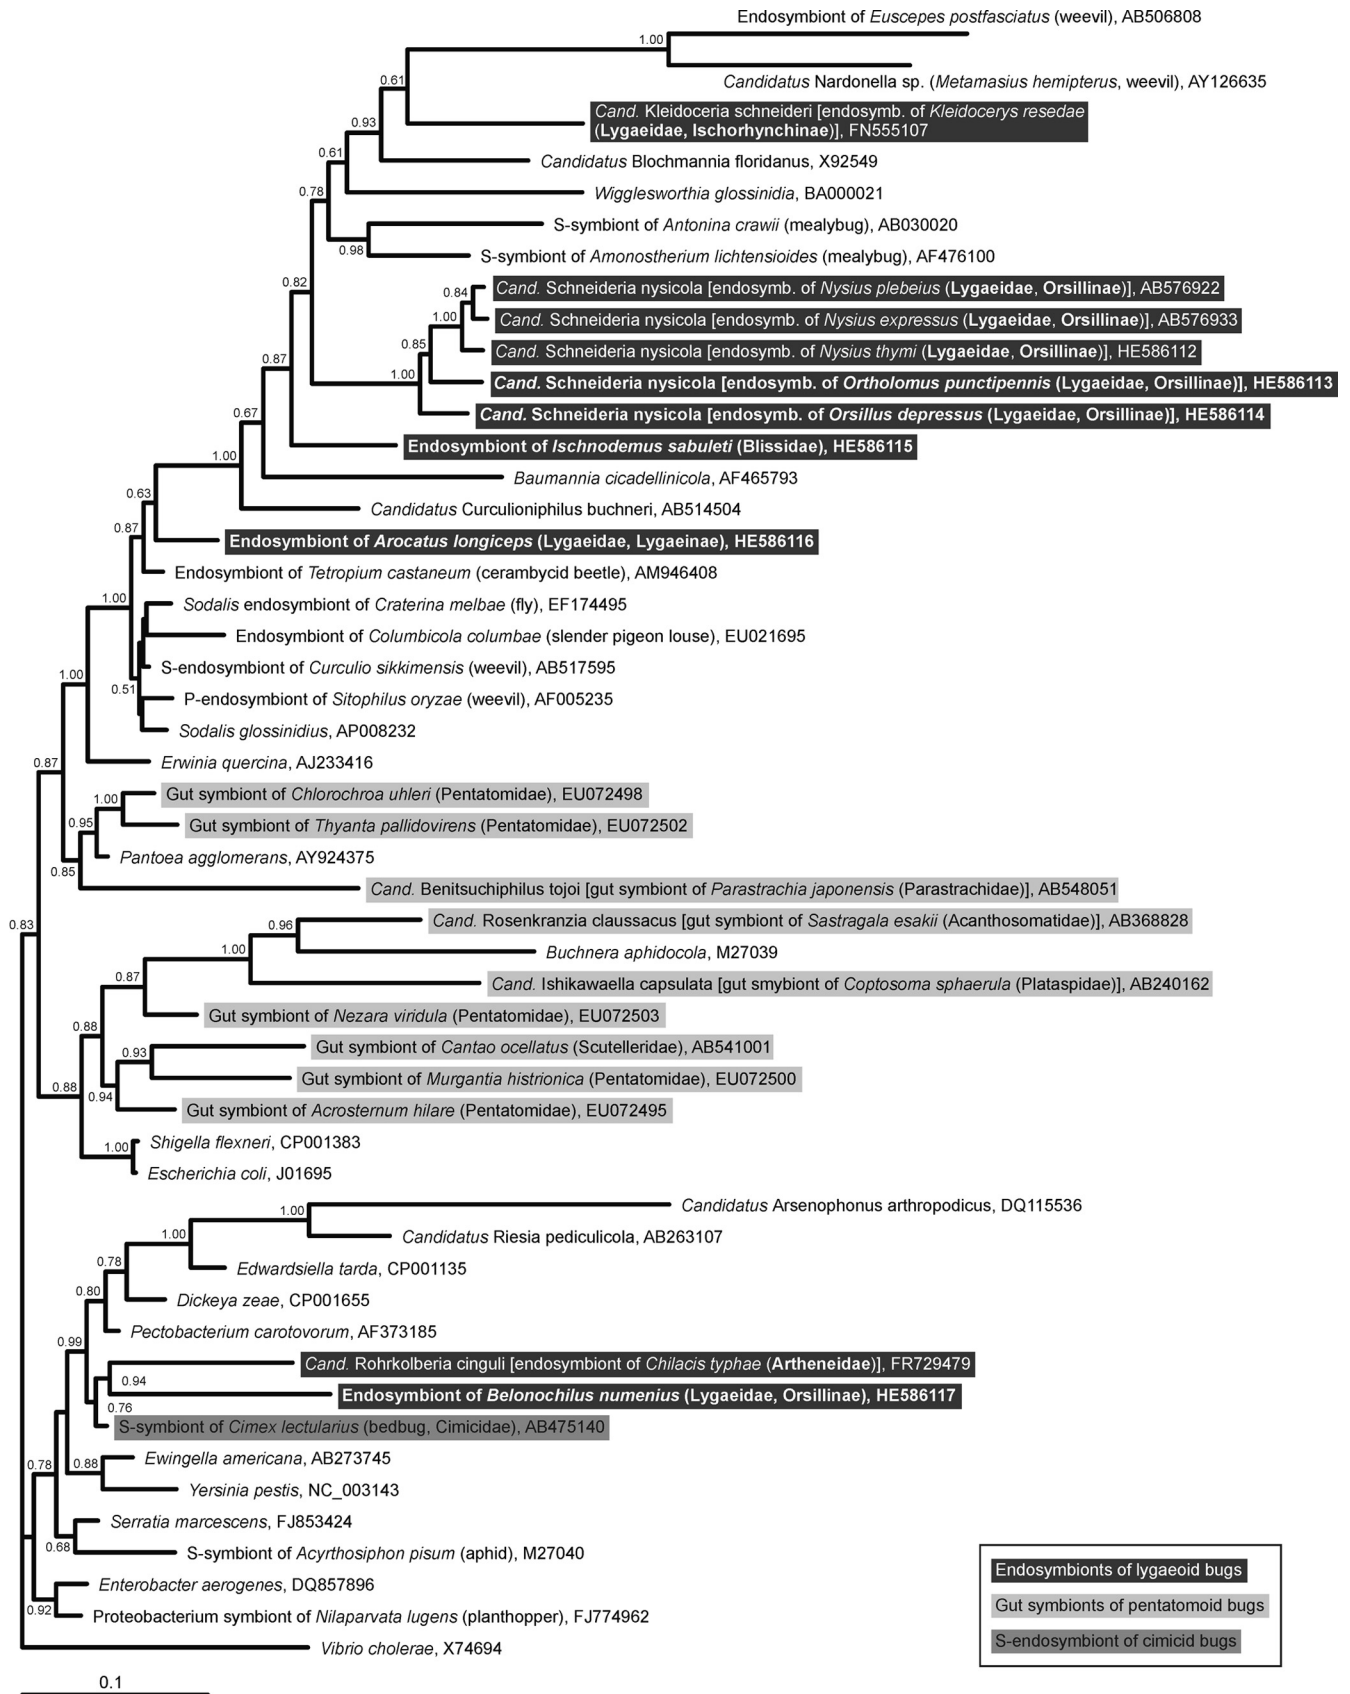 Endosymbiont of Euscepes postfasciatus (weevil), AB506808
1.00
Candidatus Nardonella sp. (Metamasius hemipterus, weevil), AY126635
0.61
Cand. Kleidoceria schneideri [endosymb. of Kleidocerys resedae
(Lygaeidae, Ischorhynchinae)], FN555107
0.93
Candidatus Blochmannia floridanus, X92549
0.61
Wigglesworthia glossinidia, BA000021
0.78
S-symbiont of Antonina crawii (mealybug), AB030020
0.98
S-symbiont of Amonostherium lichtensioides (mealybug), AF476100
0.82
0.84
Cand. Schneideria nysicola [endosymb. of Nysius plebeius (Lygaeidae, Orsillinae)], AB576922
1.00
Cand. Schneideria nysicola [endosymb. of Nysius expressus (Lygaeidae, Orsillinae)], AB576933
0.85
Cand. Schneideria nysicola [endosymb. of Nysius thymi (Lygaeidae, Orsillinae)], HE586112
0.87
1.00
Cand. Schneideria nysicola [endosymb. of Ortholomus punctipennis (Lygaeidae, Orsillinae)], HE586113
0.67
Cand. Schneideria nysicola [endosymb. of Orsillus depressus (Lygaeidae, Orsillinae)], HE586114
Endosymbiont of Ischnodemus sabuleti (Blissidae), HE586115
1.00
Baumannia cicadellinicola, AF465793
0.63
Candidatus Curculioniphilus buchneri, AB514504
0.87
Endosymbiont of Arocatus longiceps (Lygaeidae, Lygaeinae), HE586116
Endosymbiont of Tetropium castaneum (cerambycid beetle), AM946408
1.00
Sodalis endosymbiont of Craterina melbae (fly), EF174495
Endosymbiont of Columbicola columbae (slender pigeon louse), EU021695
1.00
S-endosymbiont of Curculio sikkimensis (weevil), AB517595
0.51
P-endosymbiont of Sitophilus oryzae (weevil), AF005235
Sodalis glossinidius, AP008232
0.87
Erwinia quercina, AJ233416
1.00
Gut symbiont of Chlorochroa uhleri (Pentatomidae), EU072498
0.95
Gut symbiont of Thyanta pallidovirens (Pentatomidae), EU072502
Pantoea agglomerans, AY924375
0.85
Cand. Benitsuchiphilus tojoi [gut symbiont of Parastrachia japonensis (Parastrachidae)], AB548051
0.83
0.96
Cand. Rosenkranzia claussacus [gut symbiont of Sastragala esakii (Acanthosomatidae)], AB368828
1.00
Buchnera aphidocola, M27039
0.87
Cand. Ishikawaella capsulata [gut smybiont of Coptosoma sphaerula (Plataspidae)], AB240162
Gut symbiont of Nezara viridula (Pentatomidae), EU072503
0.88
0.93
Gut symbiont of Cantao ocellatus (Scutelleridae), AB541001
Gut symbiont of Murgantia histrionica (Pentatomidae), EU072500
0.88
0.94
Gut symbiont of Acrosternum hilare (Pentatomidae), EU072495
1.00
Shigella flexneri, CP001383
Escherichia coli, J01695
1.00
Candidatus Arsenophonus arthropodicus, DQ115536
1.00
Candidatus Riesia pediculicola, AB263107
0.78
Edwardsiella tarda, CP001135
0.80
Dickeya zeae, CP001655
Pectobacterium carotovorum, AF373185
0.99
Cand. Rohrkolberia cinguli [endosymbiont of Chilacis typhae (Artheneidae)], FR729479
0.94
Endosymbiont of Belonochilus numenius (Lygaeidae, Orsillinae), HE586117
0.76
S-symbiont of Cimex lectularius (bedbug, Cimicidae), AB475140
Ewingella americana, AB273745
0.78
0.88
Yersinia pestis, NC_003143
Serratia marcescens, FJ853424
0.68
S-symbiont of Acyrthosiphon pisum (aphid), M27040
Enterobacter aerogenes, DQ857896
0.92
Proteobacterium symbiont of Nilaparvata lugens (planthopper), FJ774962
Vibrio cholerae, X74694
0.1
Endosymbionts of lygaeoid bugs
Gut symbionts of pentatomoid bugs
S-endosymbiont of cimicid bugs